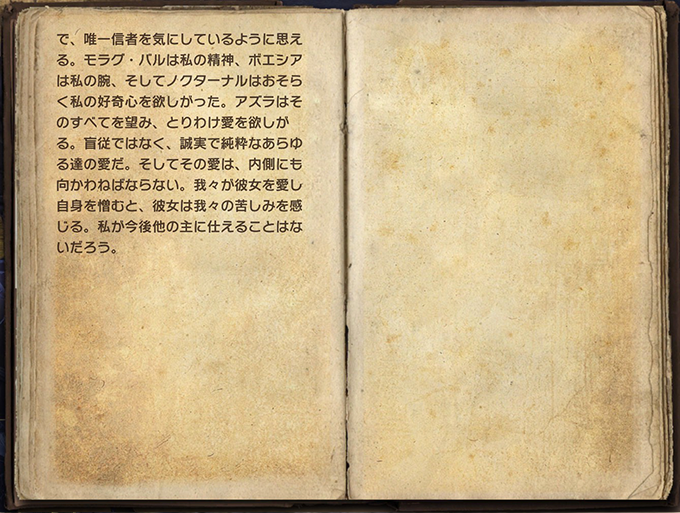 で、唯一信者を気にしているように思え
る。モラグ・バルは私の精神、ボエシア
は私の腕、そしてノクターナルはおそら
く私の好奇心を欲しがった。アズラはそ
のすべてを望み、とりわけ愛を欲しが
る。盲従ではなく、誠実で純粋なあらゆ
る達の愛だ。そしてその愛は、内側にも
向かわねばならない。我々が彼女を愛し
自身を憎むと、彼女は我々の苦しみを感
じる。私が今後他の主に仕えることはな
いだろう。